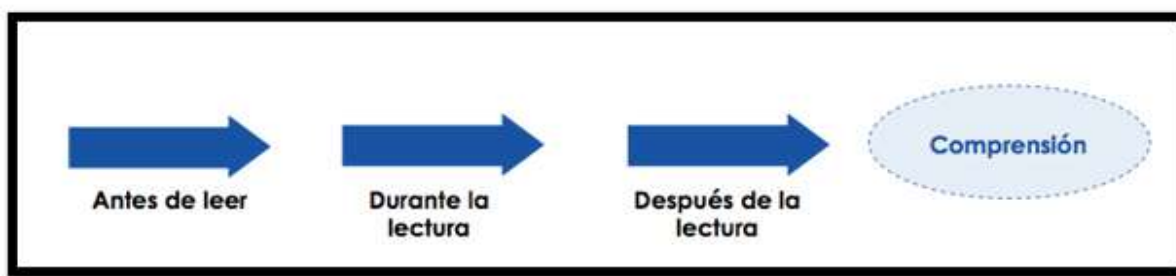 Antes de leer
Durante la
lectura
Después de la
lectura
Comprensión